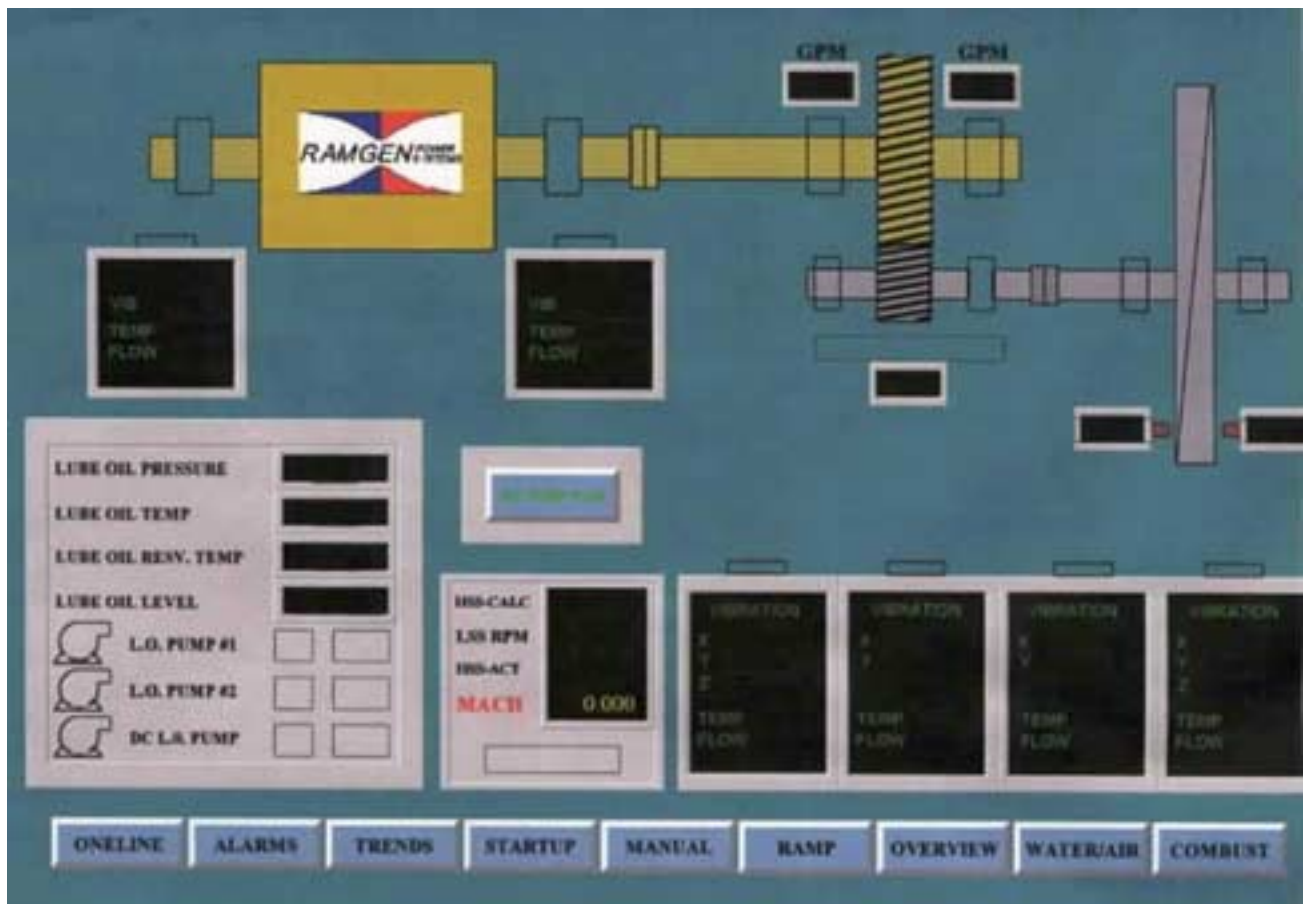 GPM
GPM
RAMGEN POWER SYSTEMS
VIB
TEMP
FLOW
VIB
TEMP
FLOW
LUBE OIL PRESSURE
LUBE OIL TEMP
LUBE OIL RESV. TEMP
LUBE OIL LEVEL
L.O. PUMP #1
L.O. PUMP #2
DC L.O. PUMP
HSS-CALC
LSS RPM
HSS-ACT
MACH 0.000
VIBRATION
X
Y
Z
TEMP
FLOW
VIBRATION
X
Y
TEMP
FLOW
VIBRATION
X
Y
TEMP
FLOW
VIBRATION
X
Y
Z
TEMP
FLOW
ONELINE ALARMS TRENDS STARTUP MANUAL RAMP OVERVIEW WATER/AIR COMBUST